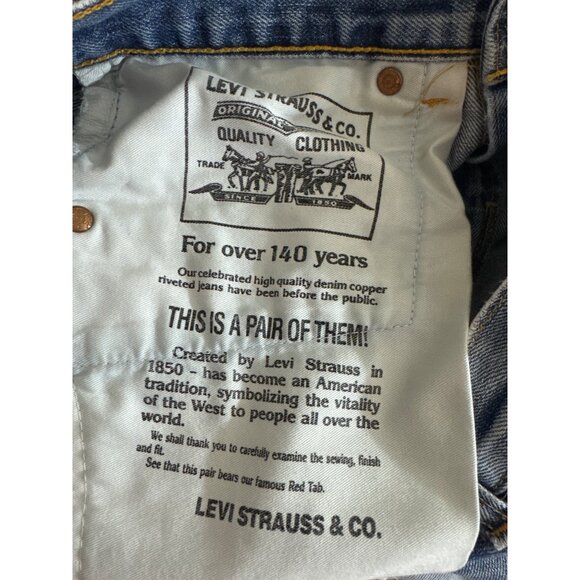 LEVI STRAUSS & CO.
ORIGINAL
QUALITY CLOTHING
TRADE MARK
SINCE 1850
For over 140 years
Our celebrated high quality denim copper
riveted jeans have been before the public.
THIS IS A PAIR OF THEM!
Created by Levi Strauss in
1850 - has become an American
tradition, symbolizing the vitality
of the West to people all over the
world.
We shall thank you to carefully examine the sewing, finish
and fit.
See that this pair bears our famous Red Tab.
LEVI STRAUSS & CO.